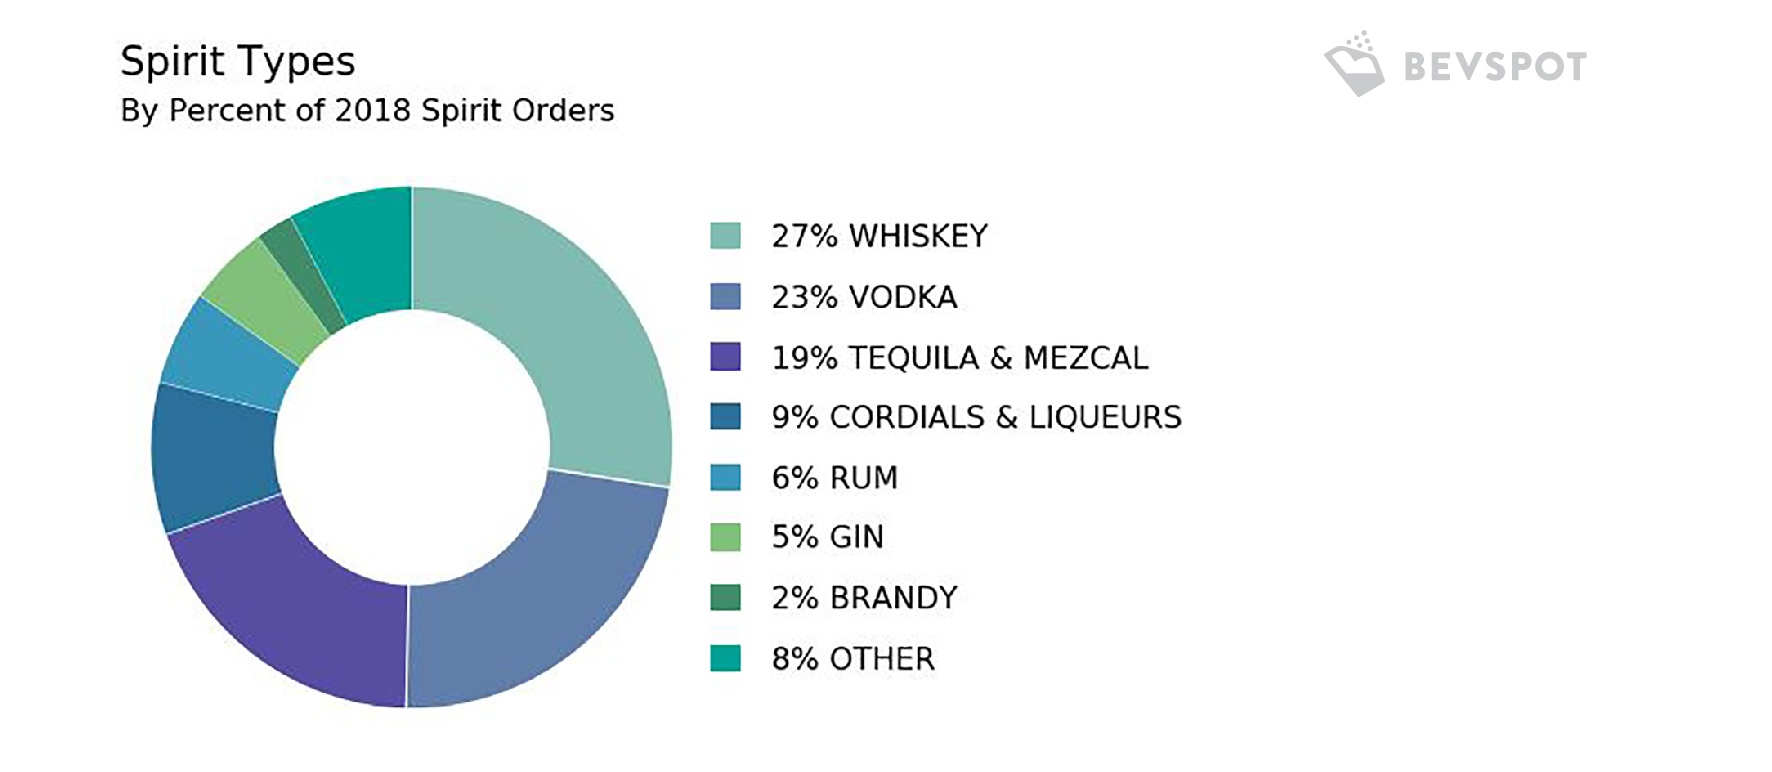 Spirit Types
By Percent of 2018 Spirit Orders
BEVSPOT
27% WHISKEY
23% VODKA
19% TEQUILA & MEZCAL
9% CORDIALS & LIQUEURS
6% RUM
5% GIN
2% BRANDY
8% OTHER